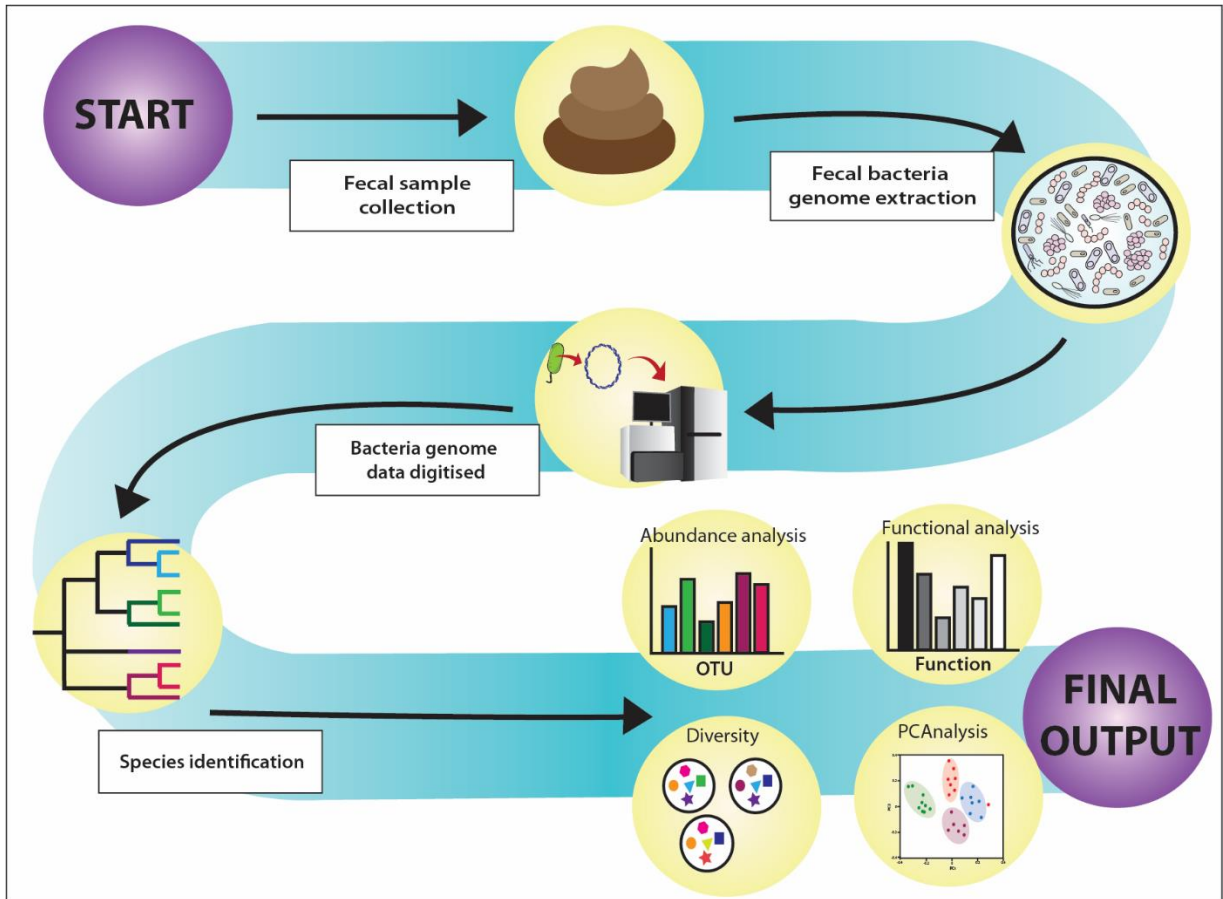 START
Fecal sample
collection
Fecal bacteria
genome extraction
Bacteria genome
data digitised
Species identification
Abundance analysis
OTU
Functional analysis
Function
Diversity
PCAnalysis
FINAL
OUTPUT